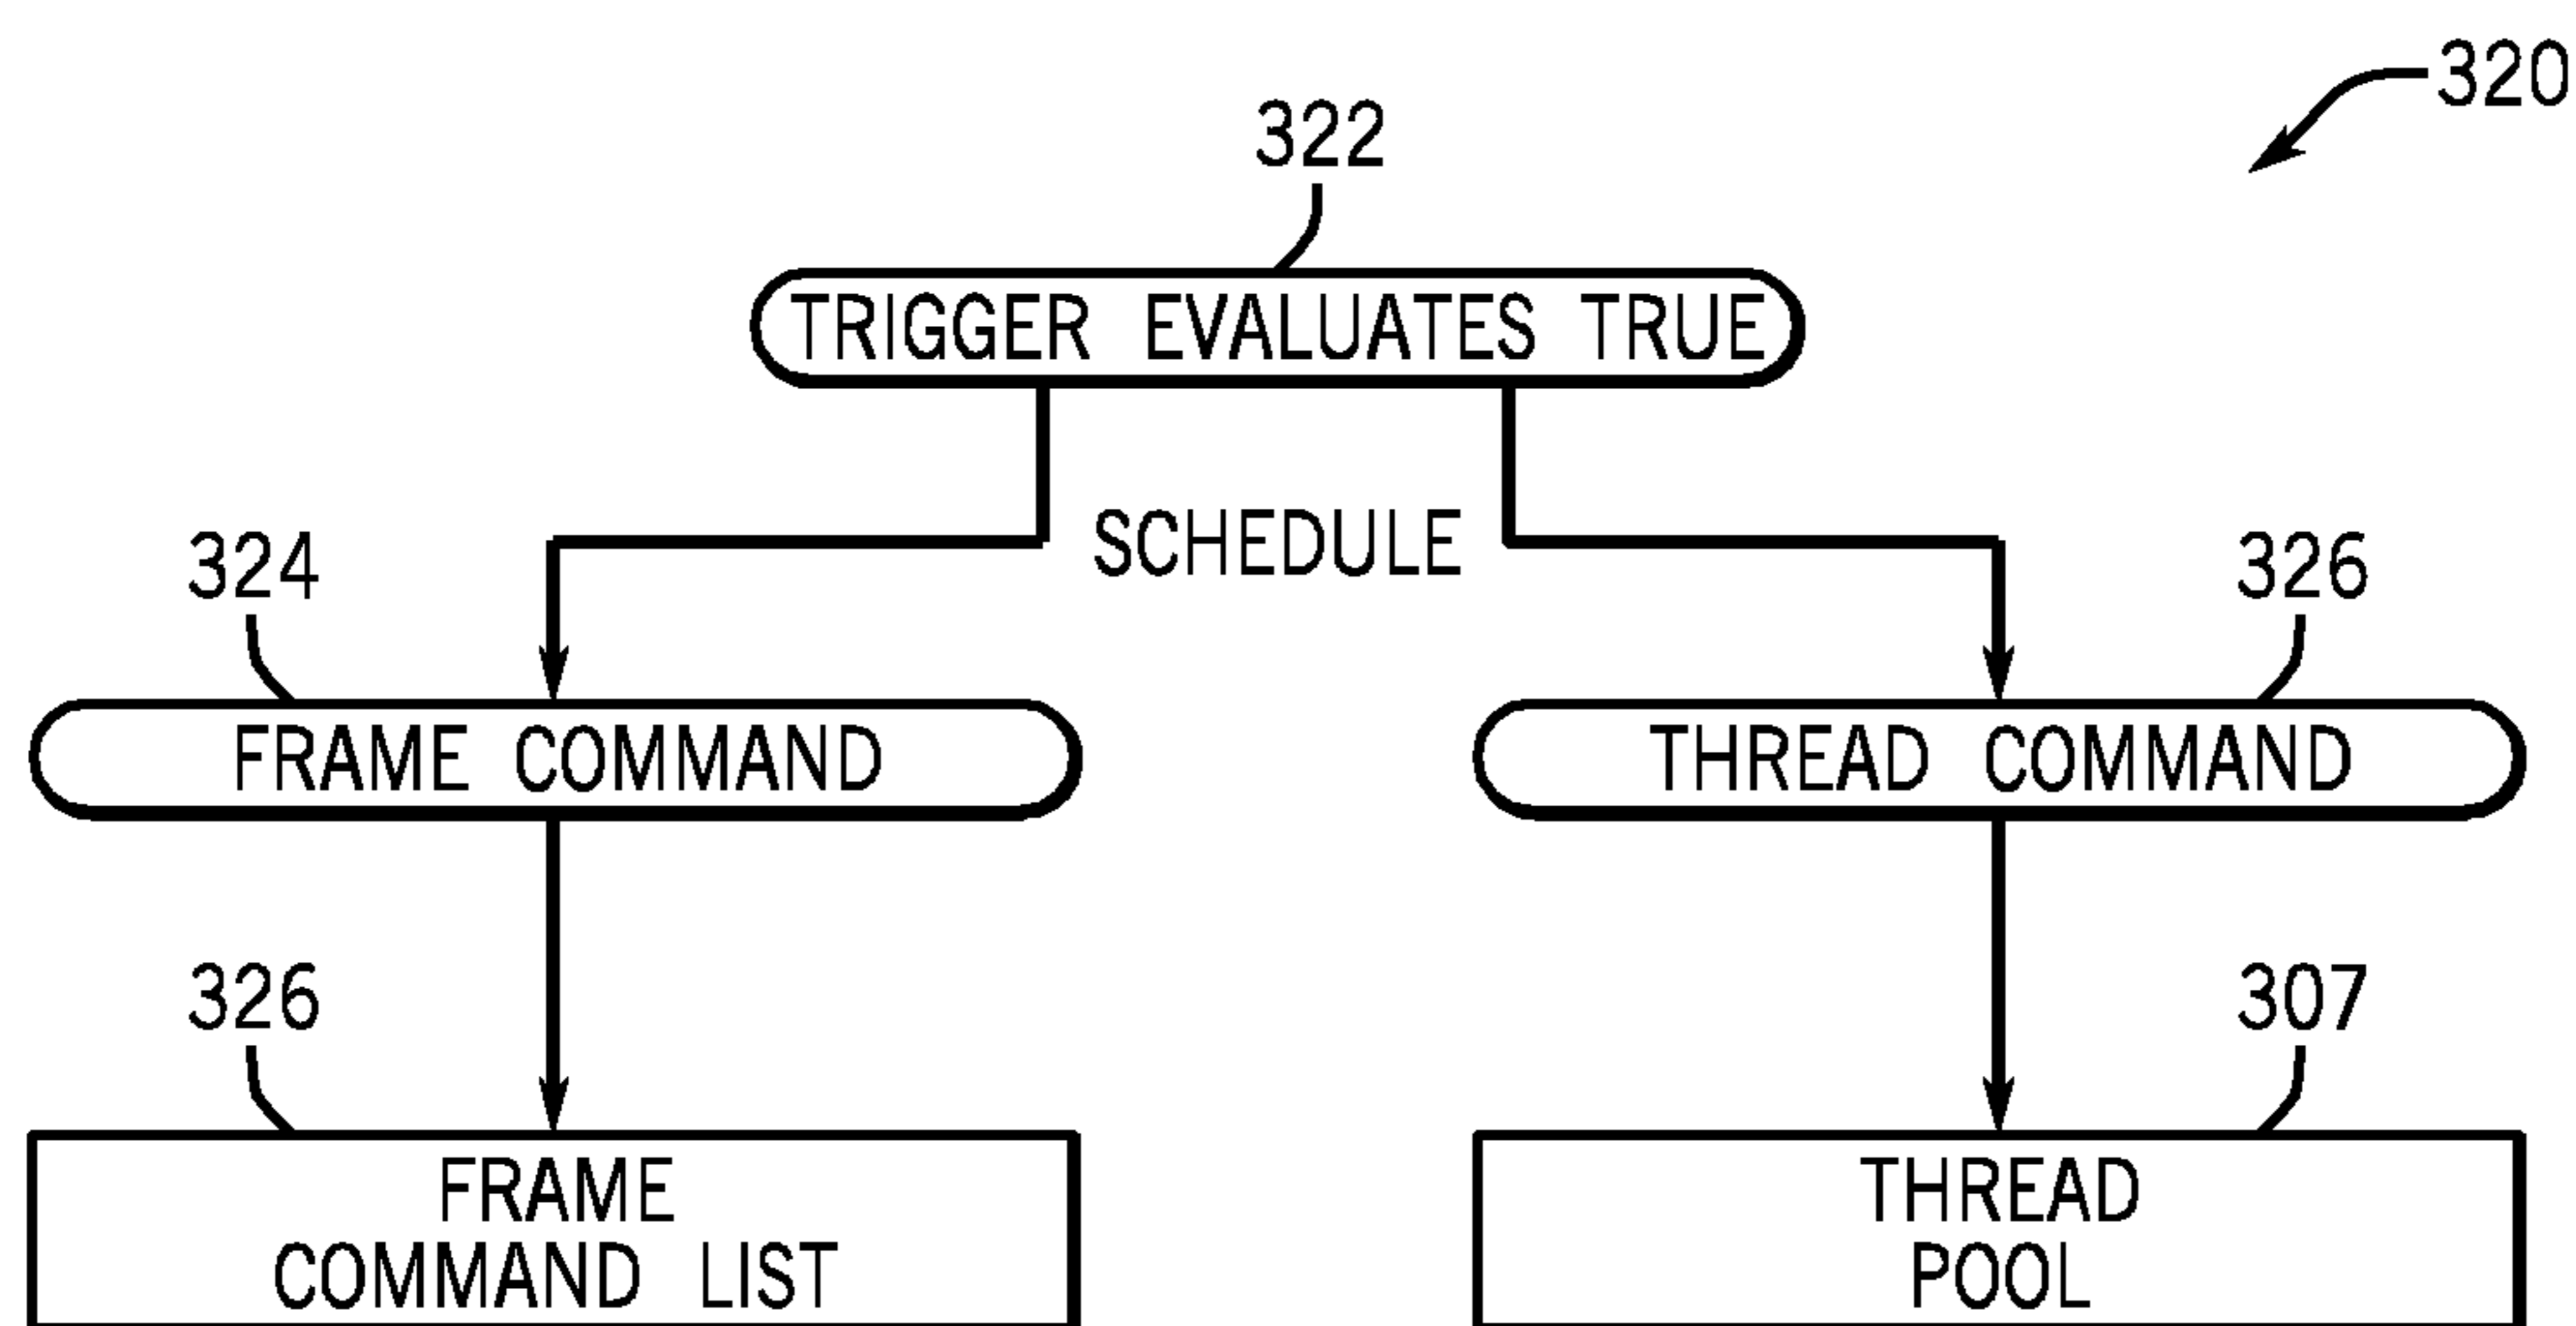 320
322
TRIGGER EVALUATES TRUE
SCHEDULE
324
326
FRAME COMMAND
THREAD COMMAND
326
307
FRAME
COMMAND LIST
THREAD
POOL